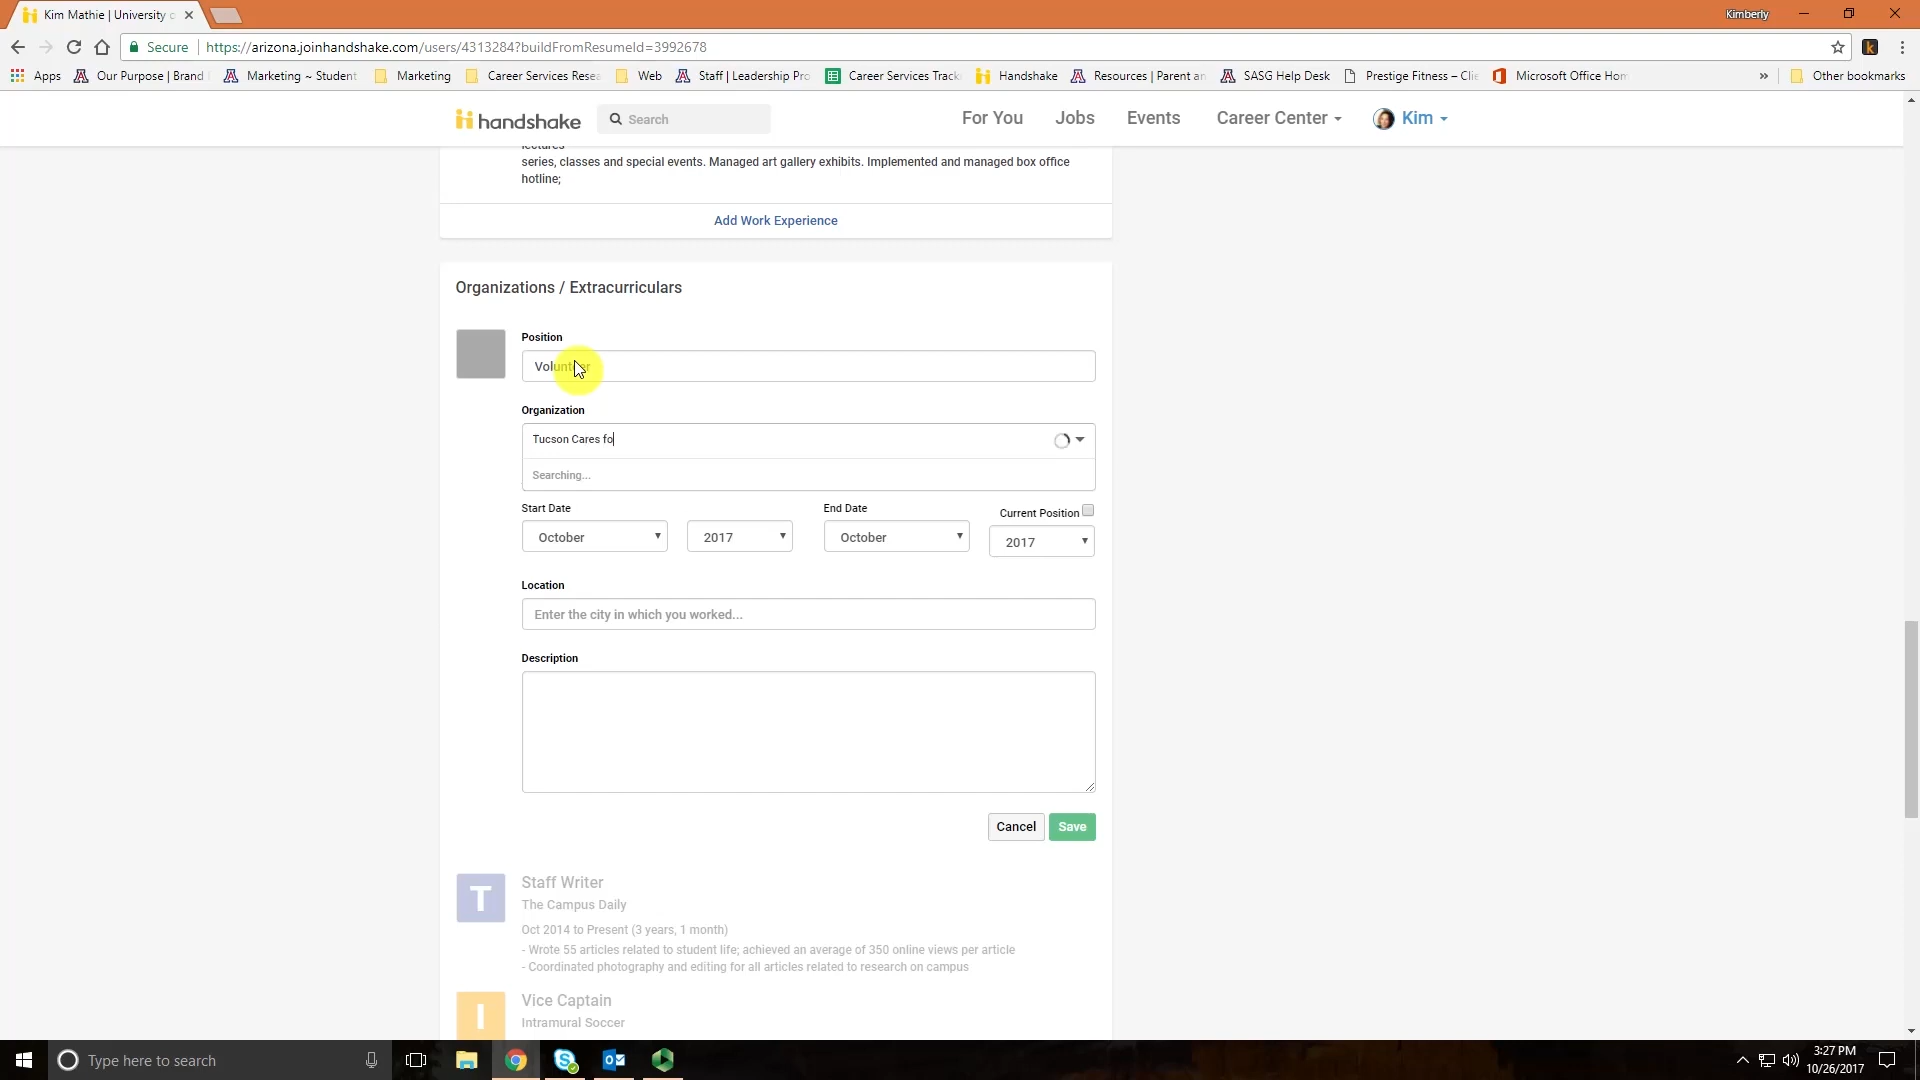 Kim Mathie | University
Kimberly
Secure
https://arizona.joinhandshake.com/users/4313284?buildFromResumeId=3992678
k
Apps
Our Purpose | Brand
Marketing ~ Student
Marketing
Career Services Resea
Web
Staff | Leadership Pro
Career Services Track
Handshake
Resources | Parent an
SASG Help Desk
Prestige Fitness – Clie
Microsoft Office Hom
»
Other bookmarks
handshake
Search
For You
Jobs
Events
Career Center
Kim
lectures
series, classes and special events. Managed art gallery exhibits. Implemented and managed box office
hotline;
Add Work Experience
Organizations / Extracurriculars
Position
Volunteer
Organization
Tucson Cares fo
Searching...
Start Date
End Date
Current Position
October
2017
October
2017
Location
Enter the city in which you worked...
Description
Cancel
Save
T
Staff Writer
The Campus Daily
Oct 2014 to Present (3 years, 1 month)
- Wrote 55 articles related to student life; achieved an average of 350 online views per article
- Coordinated photography and editing for all articles related to research on campus
I
Vice Captain
Intramural Soccer
Type here to search
3:27 PM
10/26/2017